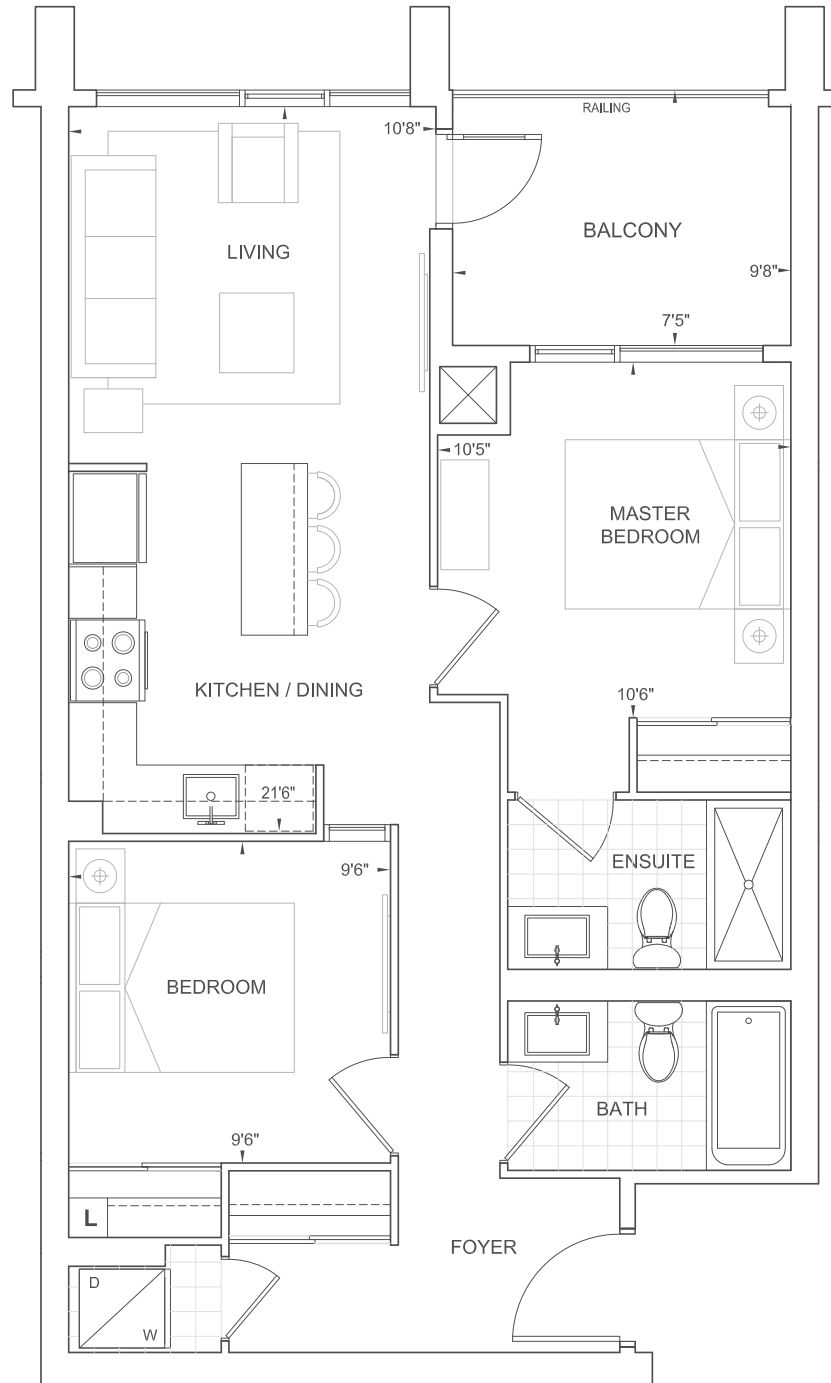 RAILING
10'8"
BALCONY
LIVING
9'8"
7'5"
10'5"
MASTER
BEDROOM
KITCHEN / DINING
10'6"
21'6"
ENSUITE
9'6"
BEDROOM
BATH
9'6"
L
FOYER
D
W